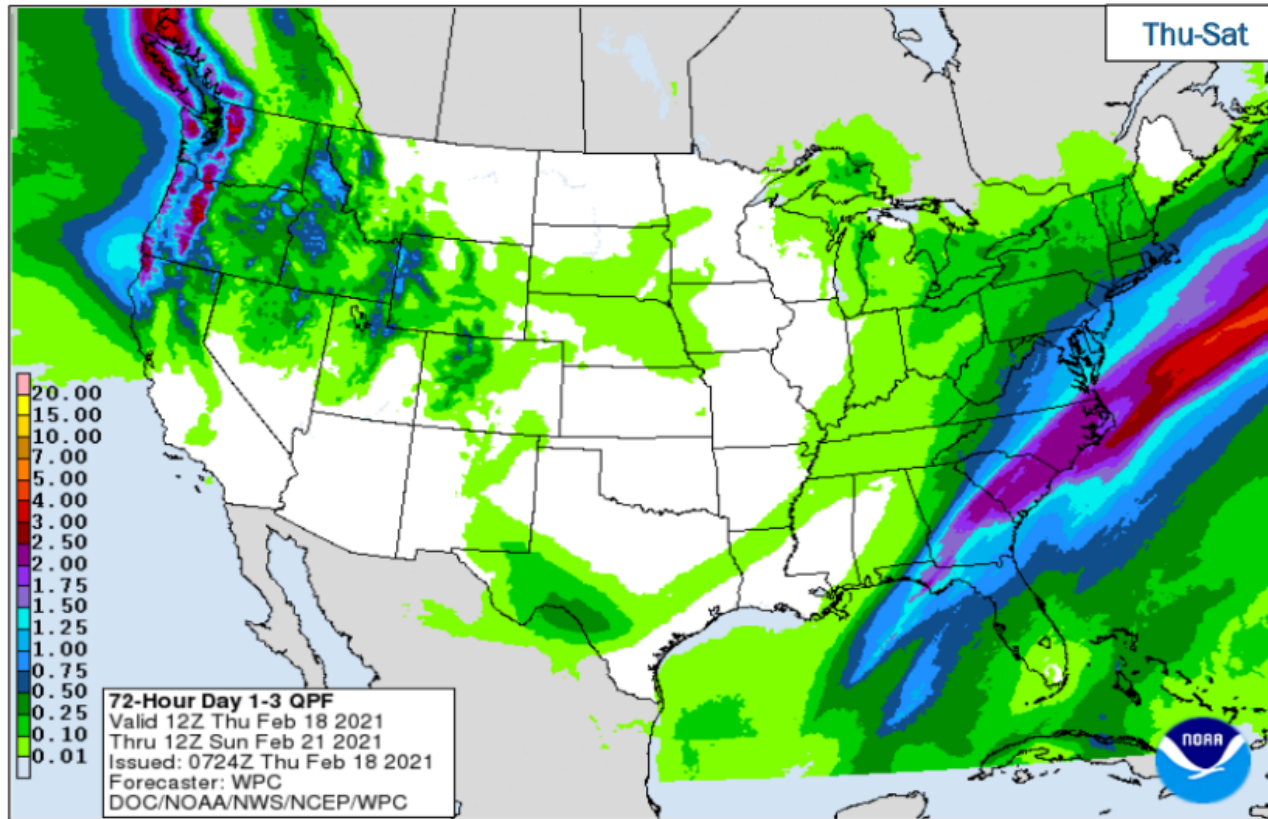 Thu-Sat
20.00
15.00
10.00
7.00
5.00
4.00
3.00
2.50
2.00
1.75
1.50
1.25
1.00
0.75
0.50
0.25
0.10
0.01
72-Hour Day 1-3 QPF
Valid 12Z Thu Feb 18 2021
Thru 12Z Sun Feb 21 2021
Issued: 0724Z Thu Feb 18 2021
Forecaster: WPC
DOC/NOAA/NWS/NCEP/WPC
NOAA